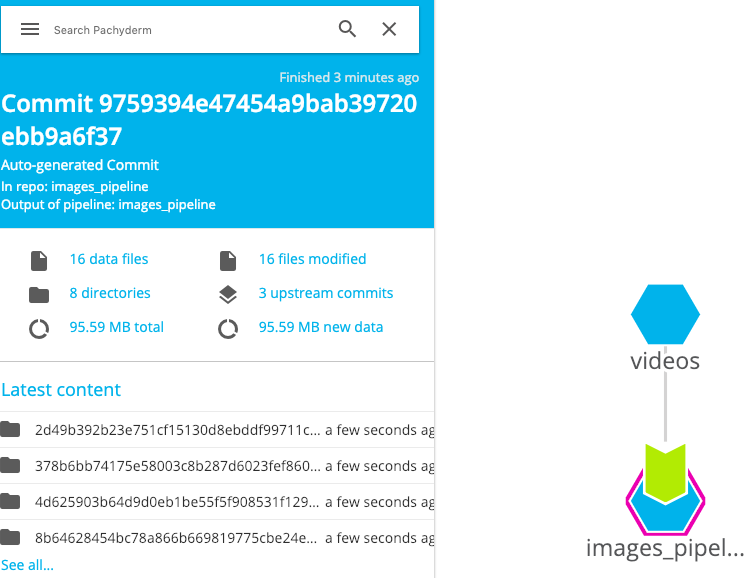 Search Pachyderm
Finished 3 minutes ago
Commit 9759394e47454a9bab39720
ebb9a6f37
Auto-generated Commit
In repo: images_pipeline
Output of pipeline: images_pipeline
16 data files
16 files modified
8 directories
3 upstream commits
95.59 MB total
95.59 MB new data
Latest content
2d49b392b23e751cf15130d8ebddf99711c... a few seconds ag
378b6bb74175e58003c8b287d6023fef860... a few seconds ag
4d625903b64d9d0eb1be55f5f908531f129... a few seconds ag
8b64628454bc78a866b669819775cbe24e... a few seconds ag
See all...
videos
images_pipel...